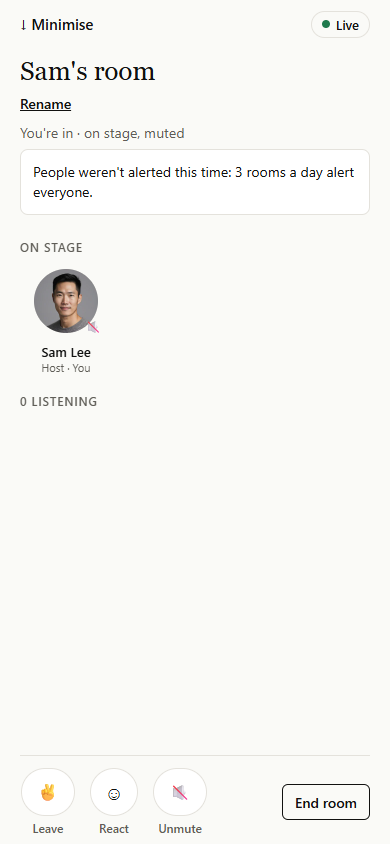 ↓ Minimise
Live
Sam's room
Rename
You're in · on stage, muted
People weren't alerted this time: 3 rooms a day alert
everyone.
ON STAGE
Sam Lee
Host · You
0 LISTENING
Leave
React
Unmute
End room